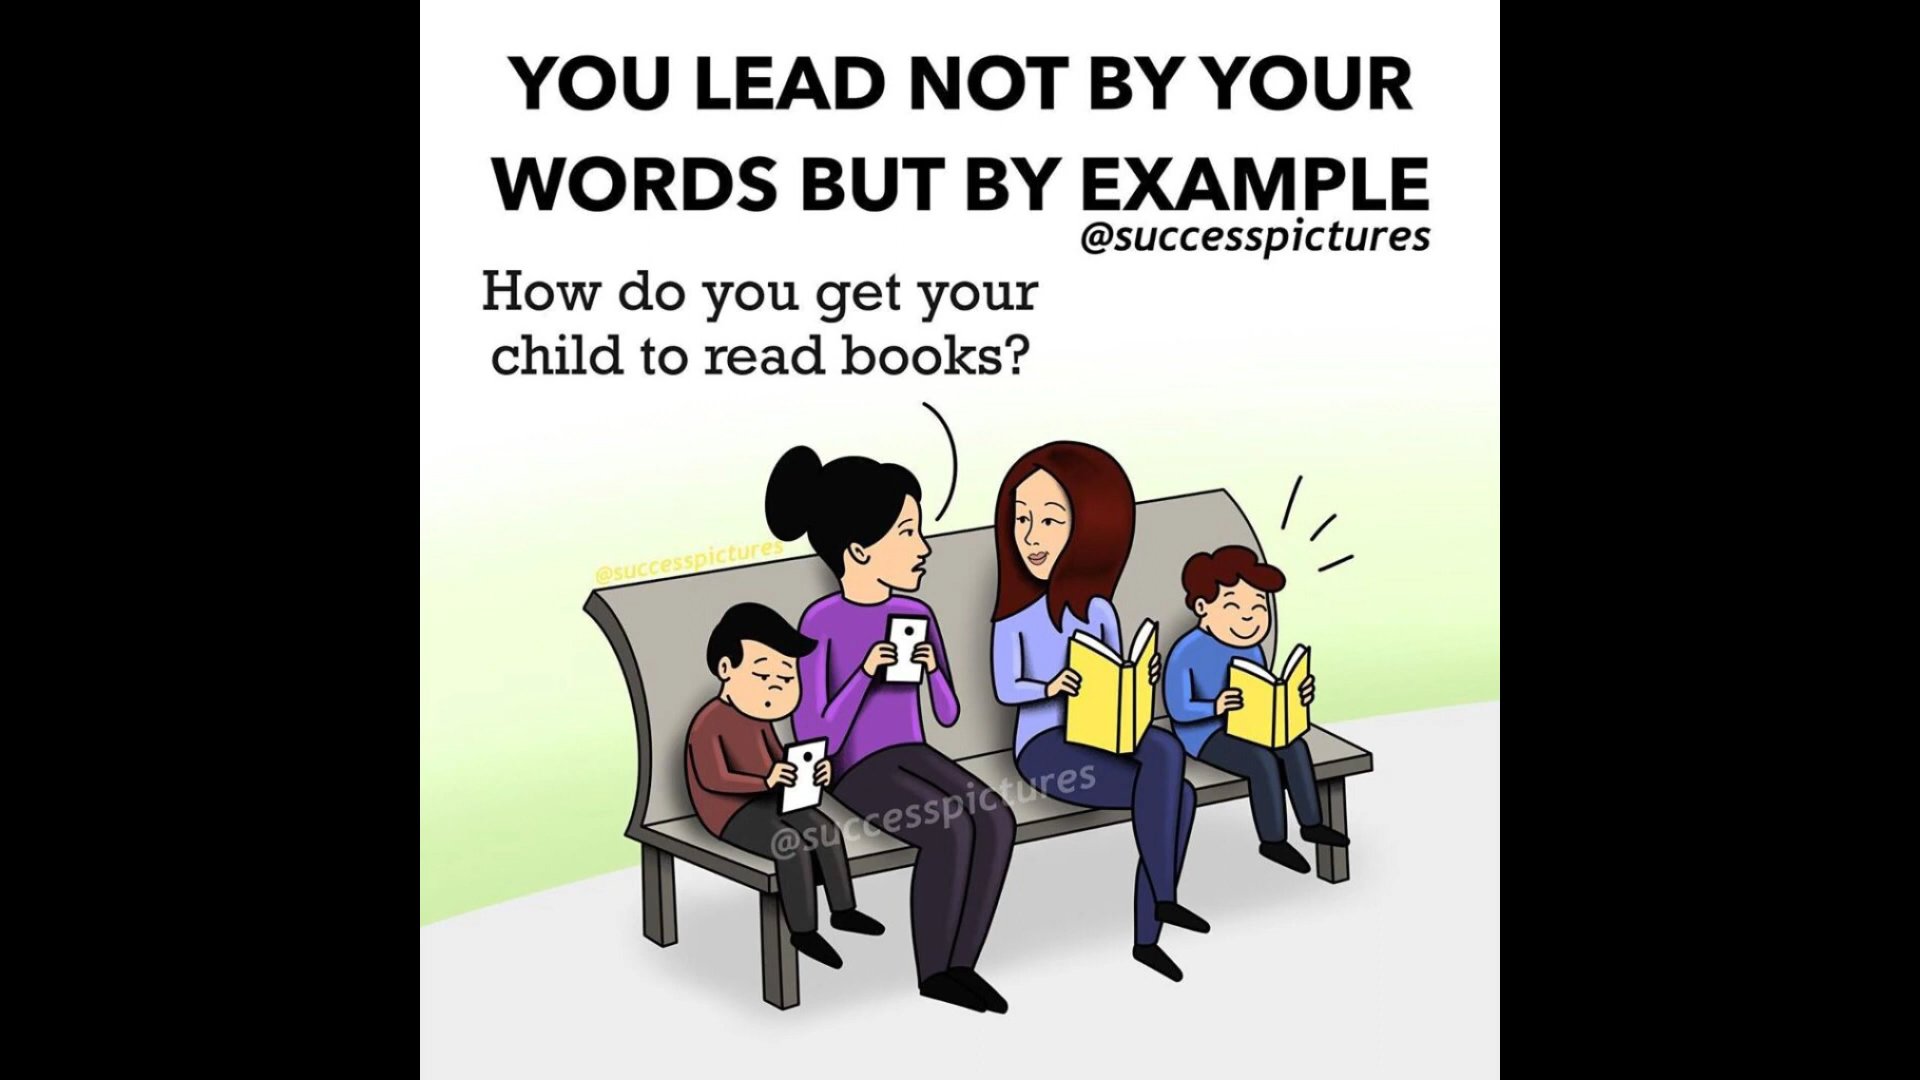 YOU LEAD NOT BY YOUR
WORDS BUT BY EXAMPLE
@successpictures
How do you get your
child to read books?
@successpictures
@successpictures